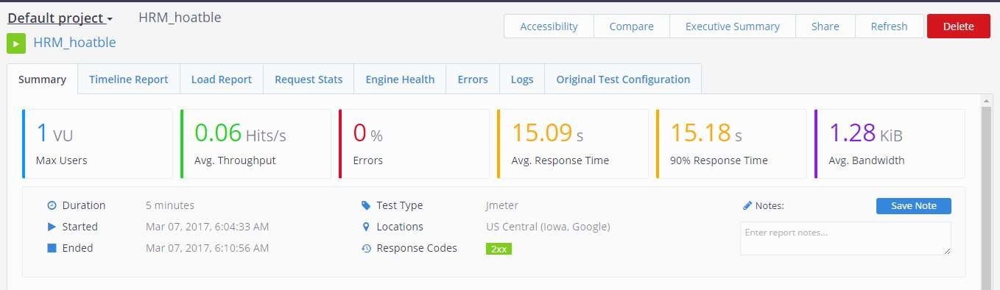 Default project HRM_hoatble
HRM_hoatble
Accessibility Compare Executive Summary Share Refresh Delete
Summary Timeline Report Load Report Request Stats Engine Health Errors Logs Original Test Configuration
1 VU 0.06 Hits/s 0 % 15.09 s 15.18 s 1.28 KiB
Max Users Avg. Throughput Errors Avg. Response Time 90% Response Time Avg. Bandwidth
Duration 5 minutes Test Type Jmeter Notes: Save Note
Started Mar 07, 2017, 6:04:33 AM Locations US Central (Iowa, Google) Enter report notes...
Ended Mar 07, 2017, 6:10:56 AM Response Codes 2xx